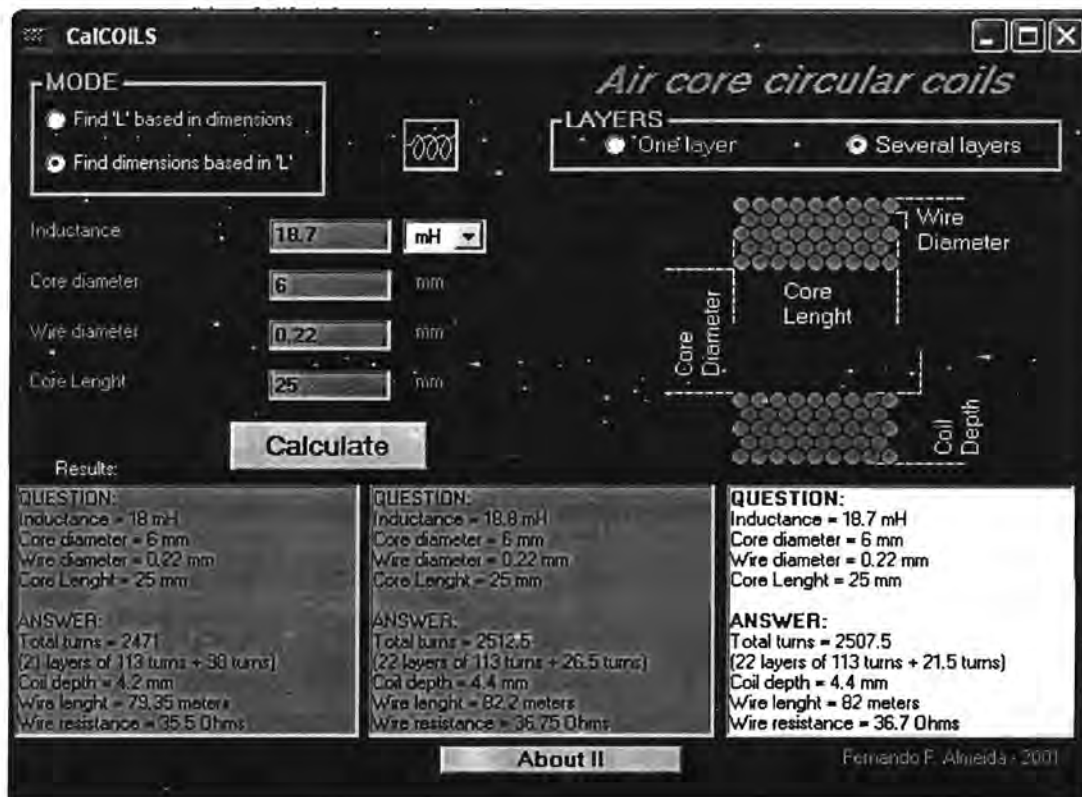 CalCOILS
MODE
Find 'L' based in dimensions
Find dimensions based in 'L'
Air core circular coils
LAYERS
One layer
Several layers
Inductance 18.7 mH
Core diameter 6 mm
Wire diameter 0.22 mm
Core Lenght 25 mm
Calculate
Wire
Diameter
Core
Lenght
Core
Diameter
Coil
Depth
Results:
QUESTION:
Inductance = 18 mH
Core diameter = 6 mm
Wire diameter = 0.22 mm
Core Lenght = 25 mm
ANSWER:
Total turns = 2471
(21 layers of 113 turns + 38 turns)
Coil depth = 4.2 mm
Wire lenght = 79.35 meters
Wire resistance = 35.5 Ohms
QUESTION:
Inductance = 18.8 mH
Core diameter = 6 mm
Wire diameter = 0.22 mm
Core Lenght = 25 mm
ANSWER:
Total turns = 2512.5
(22 layers of 113 turns + 26.5 turns)
Coil depth = 4.4 mm
Wire lenght = 82.2 meters
Wire resistance = 36.75 Ohms
QUESTION:
Inductance = 18.7 mH
Core diameter = 6 mm
Wire diameter = 0.22 mm
Core Lenght = 25 mm
ANSWER:
Total turns = 2507.5
(22 layers of 113 turns + 21.5 turns)
Coil depth = 4.4 mm
Wire lenght = 82 meters
Wire resistance = 36.7 Ohms
About II
Fernando F. Almeida - 2001